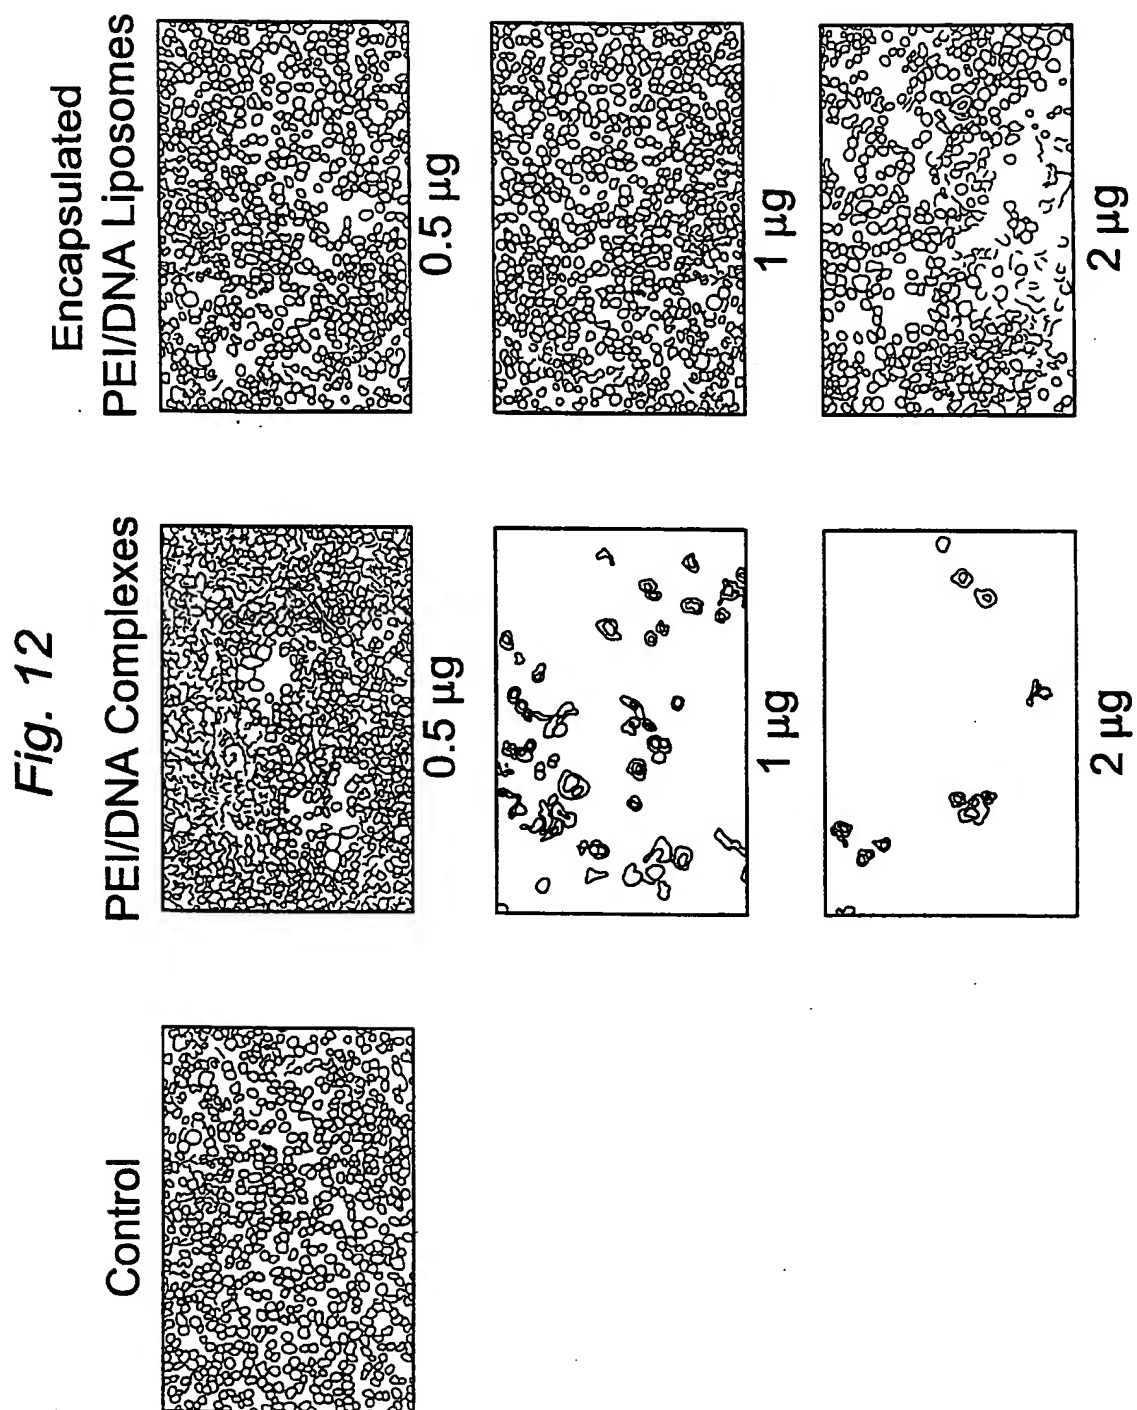 Fig. 12
Control
PEI/DNA Complexes
Encapsulated
PEI/DNA Liposomes
0.5 µg
0.5 µg
1 µg
1 µg
2 µg
2 µg